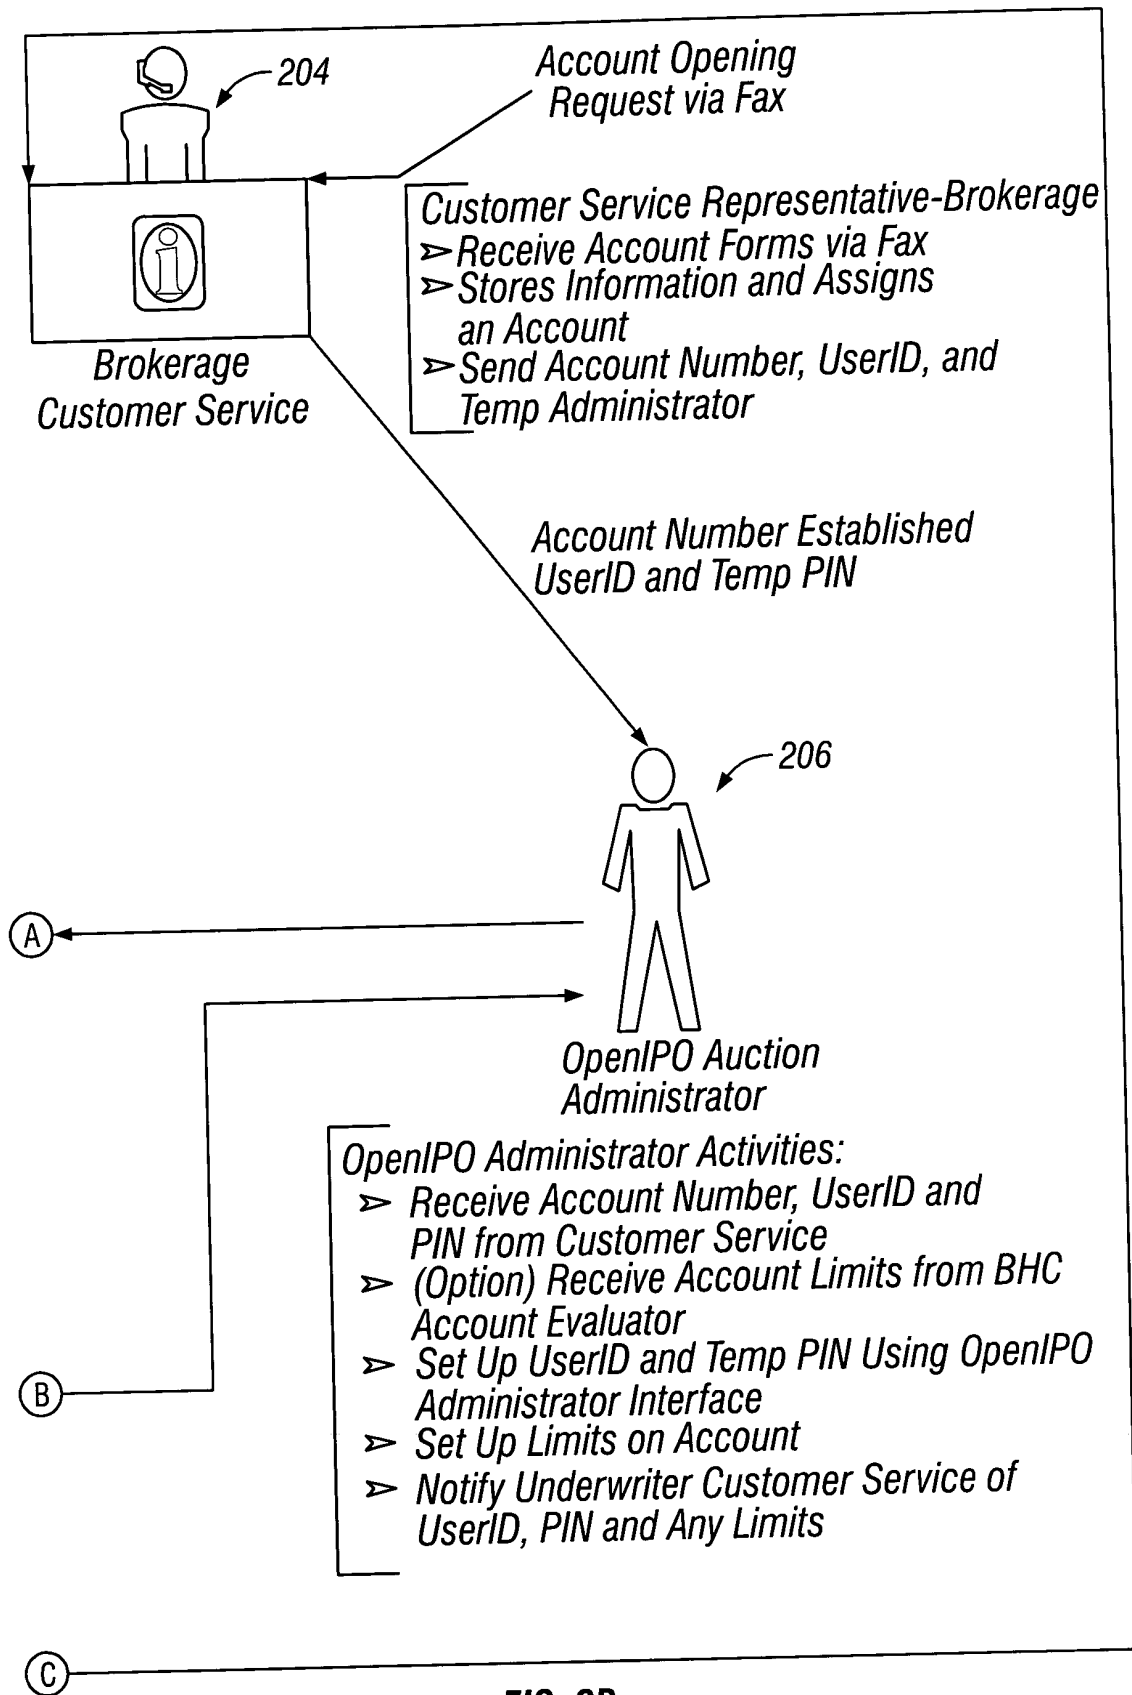 204
Account Opening
Request via Fax
Customer Service Representative-Brokerage
➢Receive Account Forms via Fax
➢Stores Information and Assigns
an Account
➢Send Account Number, UserID, and
Temp Administrator
Brokerage
Customer Service
Account Number Established
UserID and Temp PIN
206
A
OpenIPO Auction
Administrator
OpenIPO Administrator Activities:
➢ Receive Account Number, UserID and
PIN from Customer Service
➢ (Option) Receive Account Limits from BHC
Account Evaluator
➢ Set Up UserID and Temp PIN Using OpenIPO
Administrator Interface
➢ Set Up Limits on Account
➢ Notify Underwriter Customer Service of
UserID, PIN and Any Limits
B
C